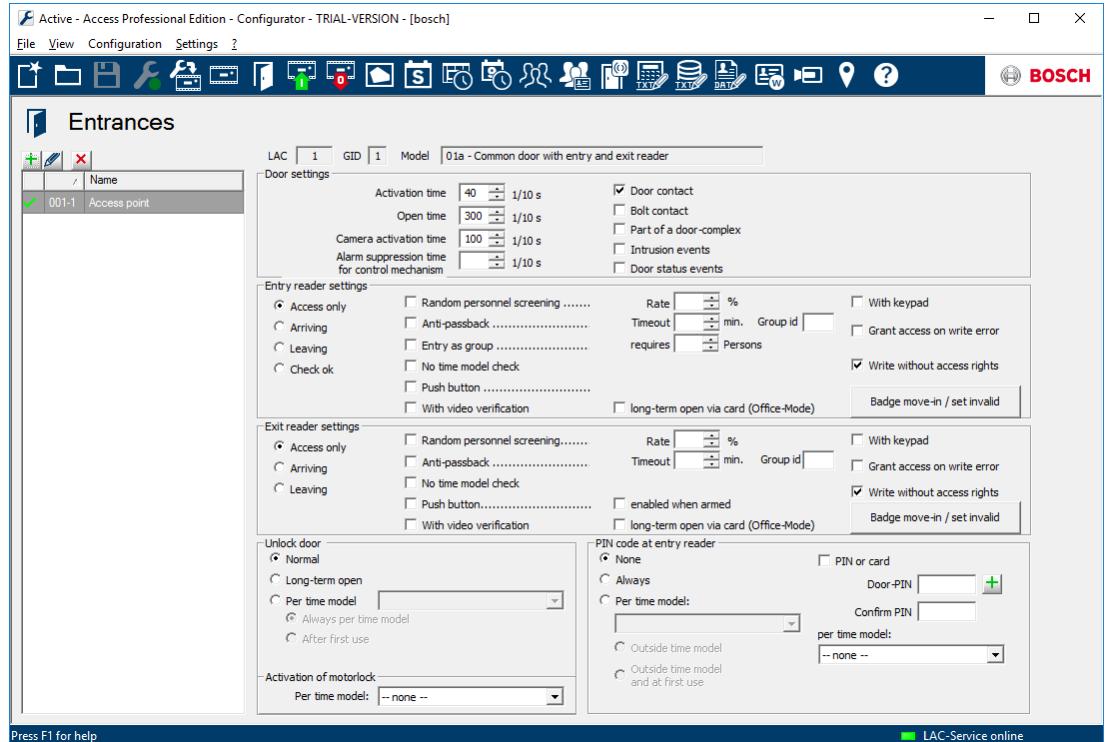 Active - Access Professional Edition - Configurator - TRIAL-VERSION - [bosch]
File View Configuration Settings ?
S TXT TXT DATA W ?
BOSCH
Entrances
LAC 1 GID 1 Model 01a - Common door with entry and exit reader
/ Name
001-1 Access point
Door settings
Activation time 40 1/10 s
Open time 300 1/10 s
Camera activation time 100 1/10 s
Alarm suppression time
for control mechanism 1/10 s
Door contact
Bolt contact
Part of a door-complex
Intrusion events
Door status events
Entry reader settings
Access only
Arriving
Leaving
Check ok
Random personnel screening ....... Rate %
Anti-passback ........................ Timeout min. Group id
Entry as group ....................... requires Persons
No time model check
Push button ..........................
With video verification
long-term open via card (Office-Mode)
With keypad
Grant access on write error
Write without access rights
Badge move-in / set invalid
Exit reader settings
Access only
Arriving
Leaving
Random personnel screening....... Rate %
Anti-passback ........................ Timeout min. Group id
No time model check
Push button........................... enabled when armed
With video verification
long-term open via card (Office-Mode)
With keypad
Grant access on write error
Write without access rights
Badge move-in / set invalid
Unlock door
Normal
Long-term open
Per time model
Always per time model
After first use
Activation of motorlock
Per time model: -- none --
PIN code at entry reader
None
Always
Per time model:
Outside time model
Outside time model
and at first use
PIN or card
Door-PIN
Confirm PIN
per time model:
-- none --
Press F1 for help
LAC-Service online